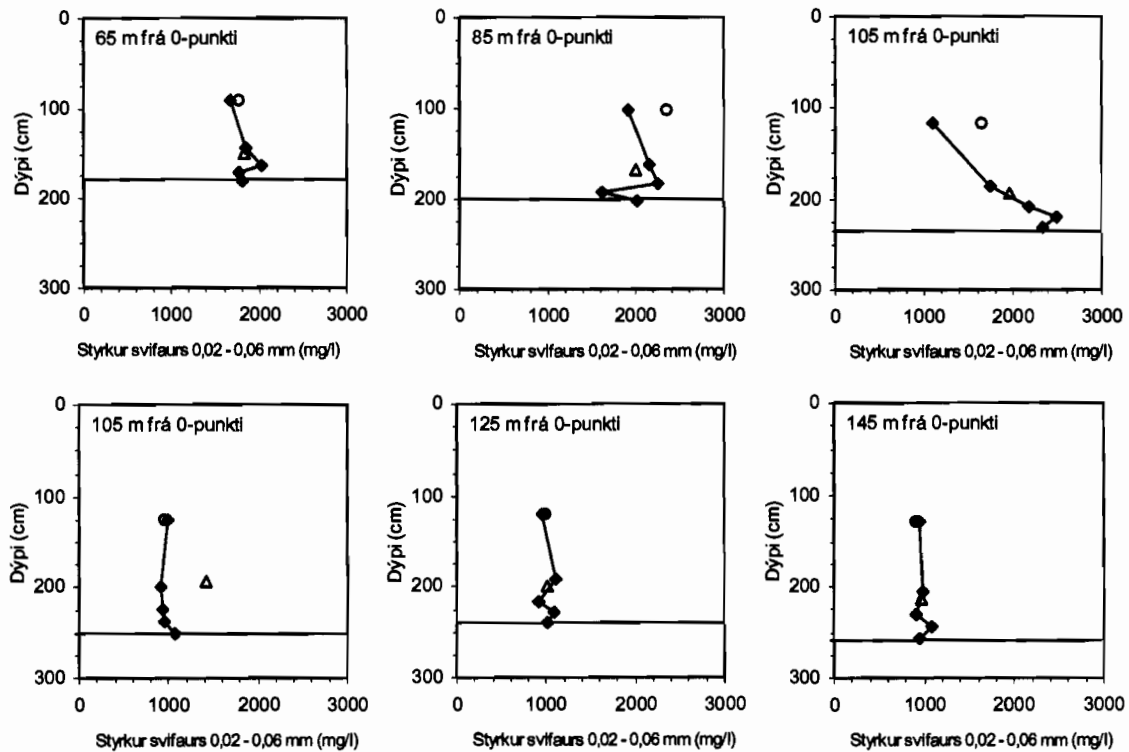 65 m frá 0-punkti
0
100
200
300
Dýpi (cm)
0 1000 2000 3000
Styrkur svifaurs 0,02 - 0,06 mm (mg/l)
85 m frá 0-punkti
0
100
200
300
Dýpi (cm)
0 1000 2000 3000
Styrkur svifaurs 0,02 - 0,06 mm (mg/l)
105 m frá 0-punkti
0
100
200
300
Dýpi (cm)
0 1000 2000 3000
Styrkur svifaurs 0,02 - 0,06 mm (mg/l)
105 m frá 0-punkti
0
100
200
300
Dýpi (cm)
0 1000 2000 3000
Styrkur svifaurs 0,02 - 0,06 mm (mg/l)
125 m frá 0-punkti
0
100
200
300
Dýpi (cm)
0 1000 2000 3000
Styrkur svifaurs 0,02 - 0,06 mm (mg/l)
145 m frá 0-punkti
0
100
200
300
Dýpi (cm)
0 1000 2000 3000
Styrkur svifaurs 0,02 - 0,06 mm (mg/l)